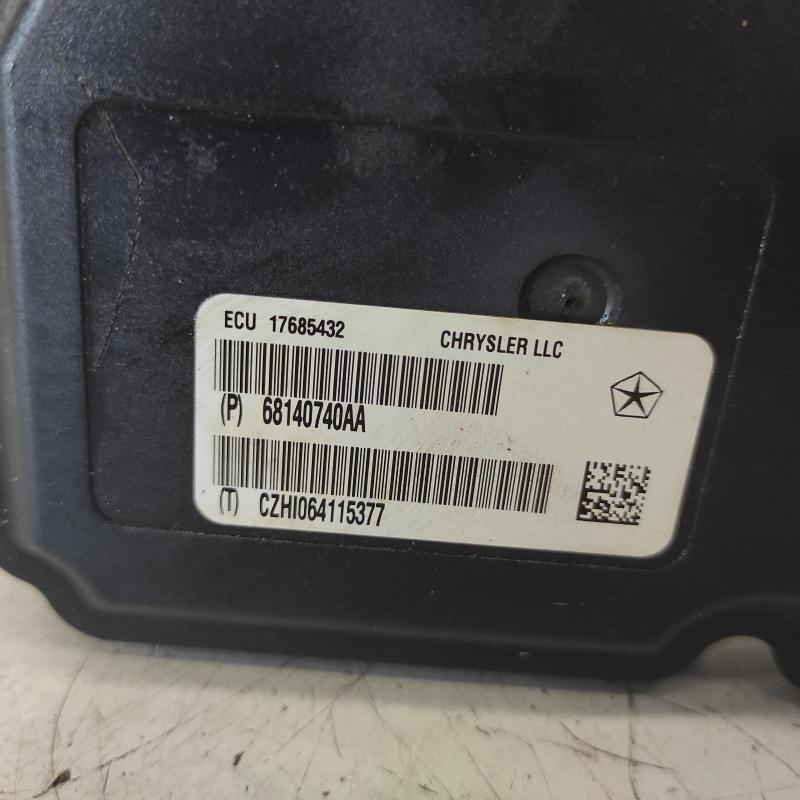 ECU 17685432 CHRYSLER LLC
(P) 68140740AA
(T) CZHI064115377